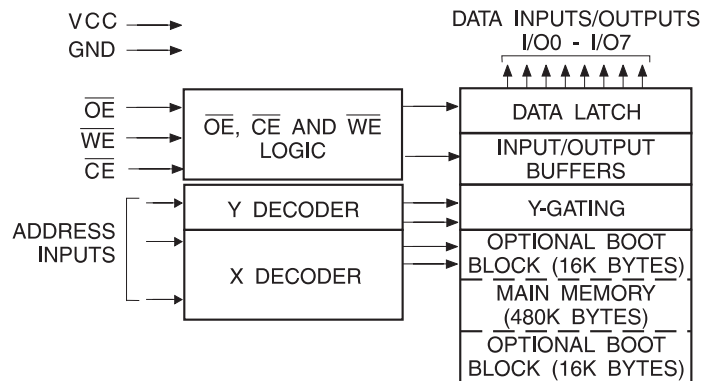 VCC
GND
OE
WE
CE
OE, CE AND WE
LOGIC
ADDRESS
INPUTS
Y DECODER
X DECODER
DATA INPUTS/OUTPUTS
I/O0 - I/O7
DATA LATCH
INPUT/OUTPUT
BUFFERS
Y-GATING
OPTIONAL BOOT
BLOCK (16K BYTES)
MAIN MEMORY
(480K BYTES)
OPTIONAL BOOT
BLOCK (16K BYTES)